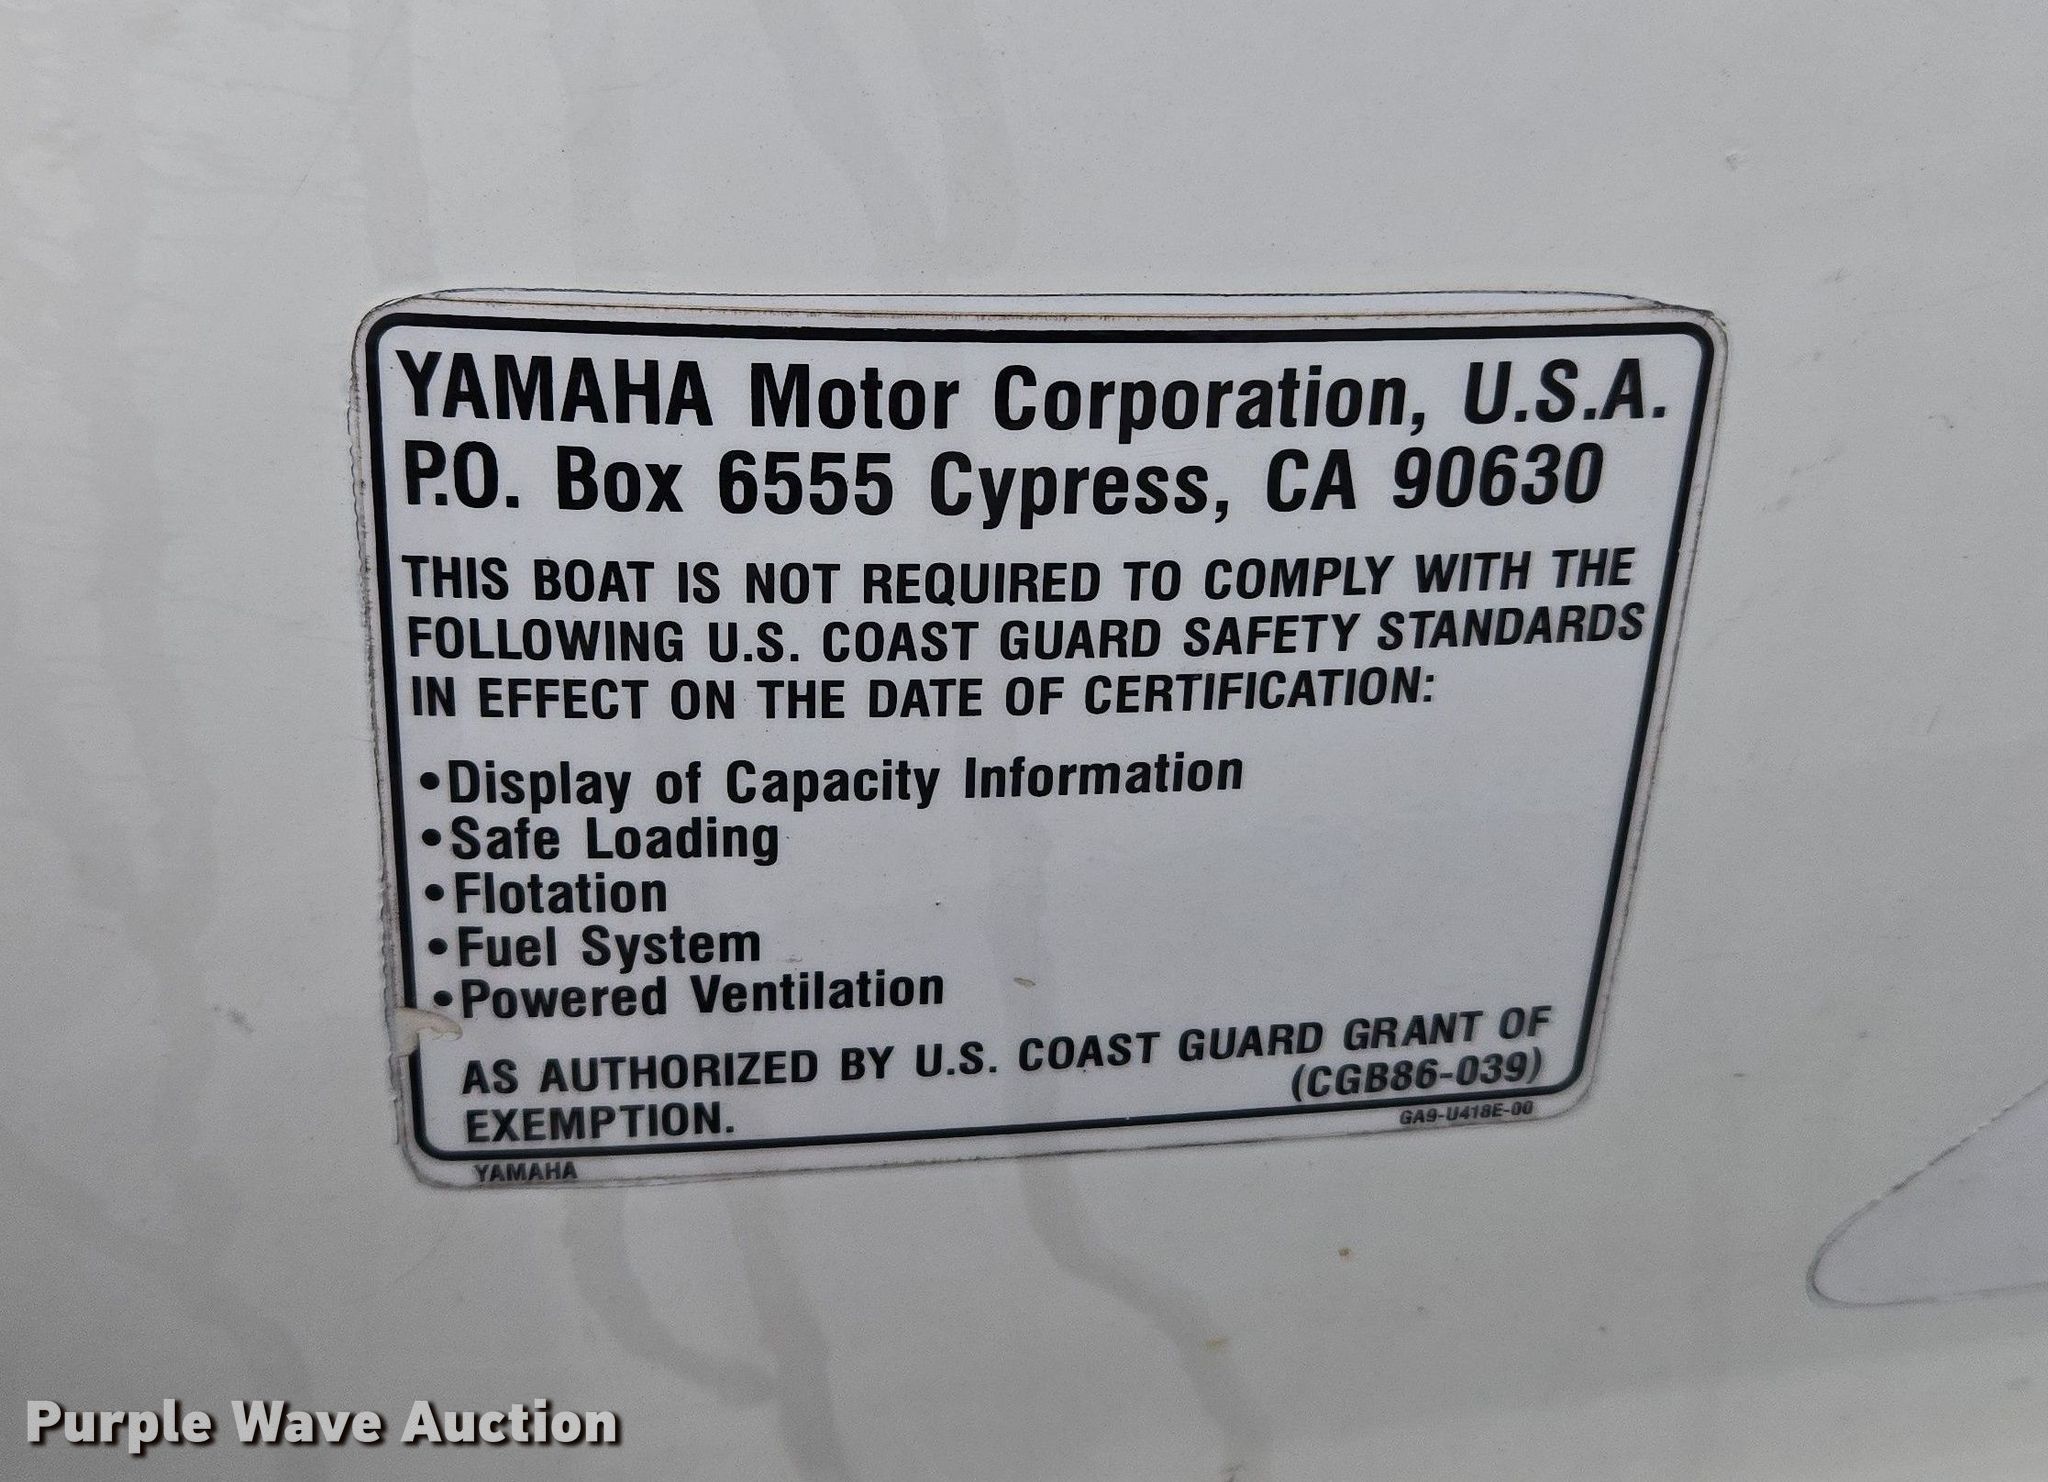 YAMAHA Motor Corporation, U.S.A.
P.O. Box 6555 Cypress, CA 90630
THIS BOAT IS NOT REQUIRED TO COMPLY WITH THE
FOLLOWING U.S. COAST GUARD SAFETY STANDARDS
IN EFFECT ON THE DATE OF CERTIFICATION:
•Display of Capacity Information
•Safe Loading
•Flotation
•Fuel System
•Powered Ventilation
AS AUTHORIZED BY U.S. COAST GUARD GRANT OF
EXEMPTION. (CGB86-039)
YAMAHA GA9-U418E-00
Purple Wave Auction